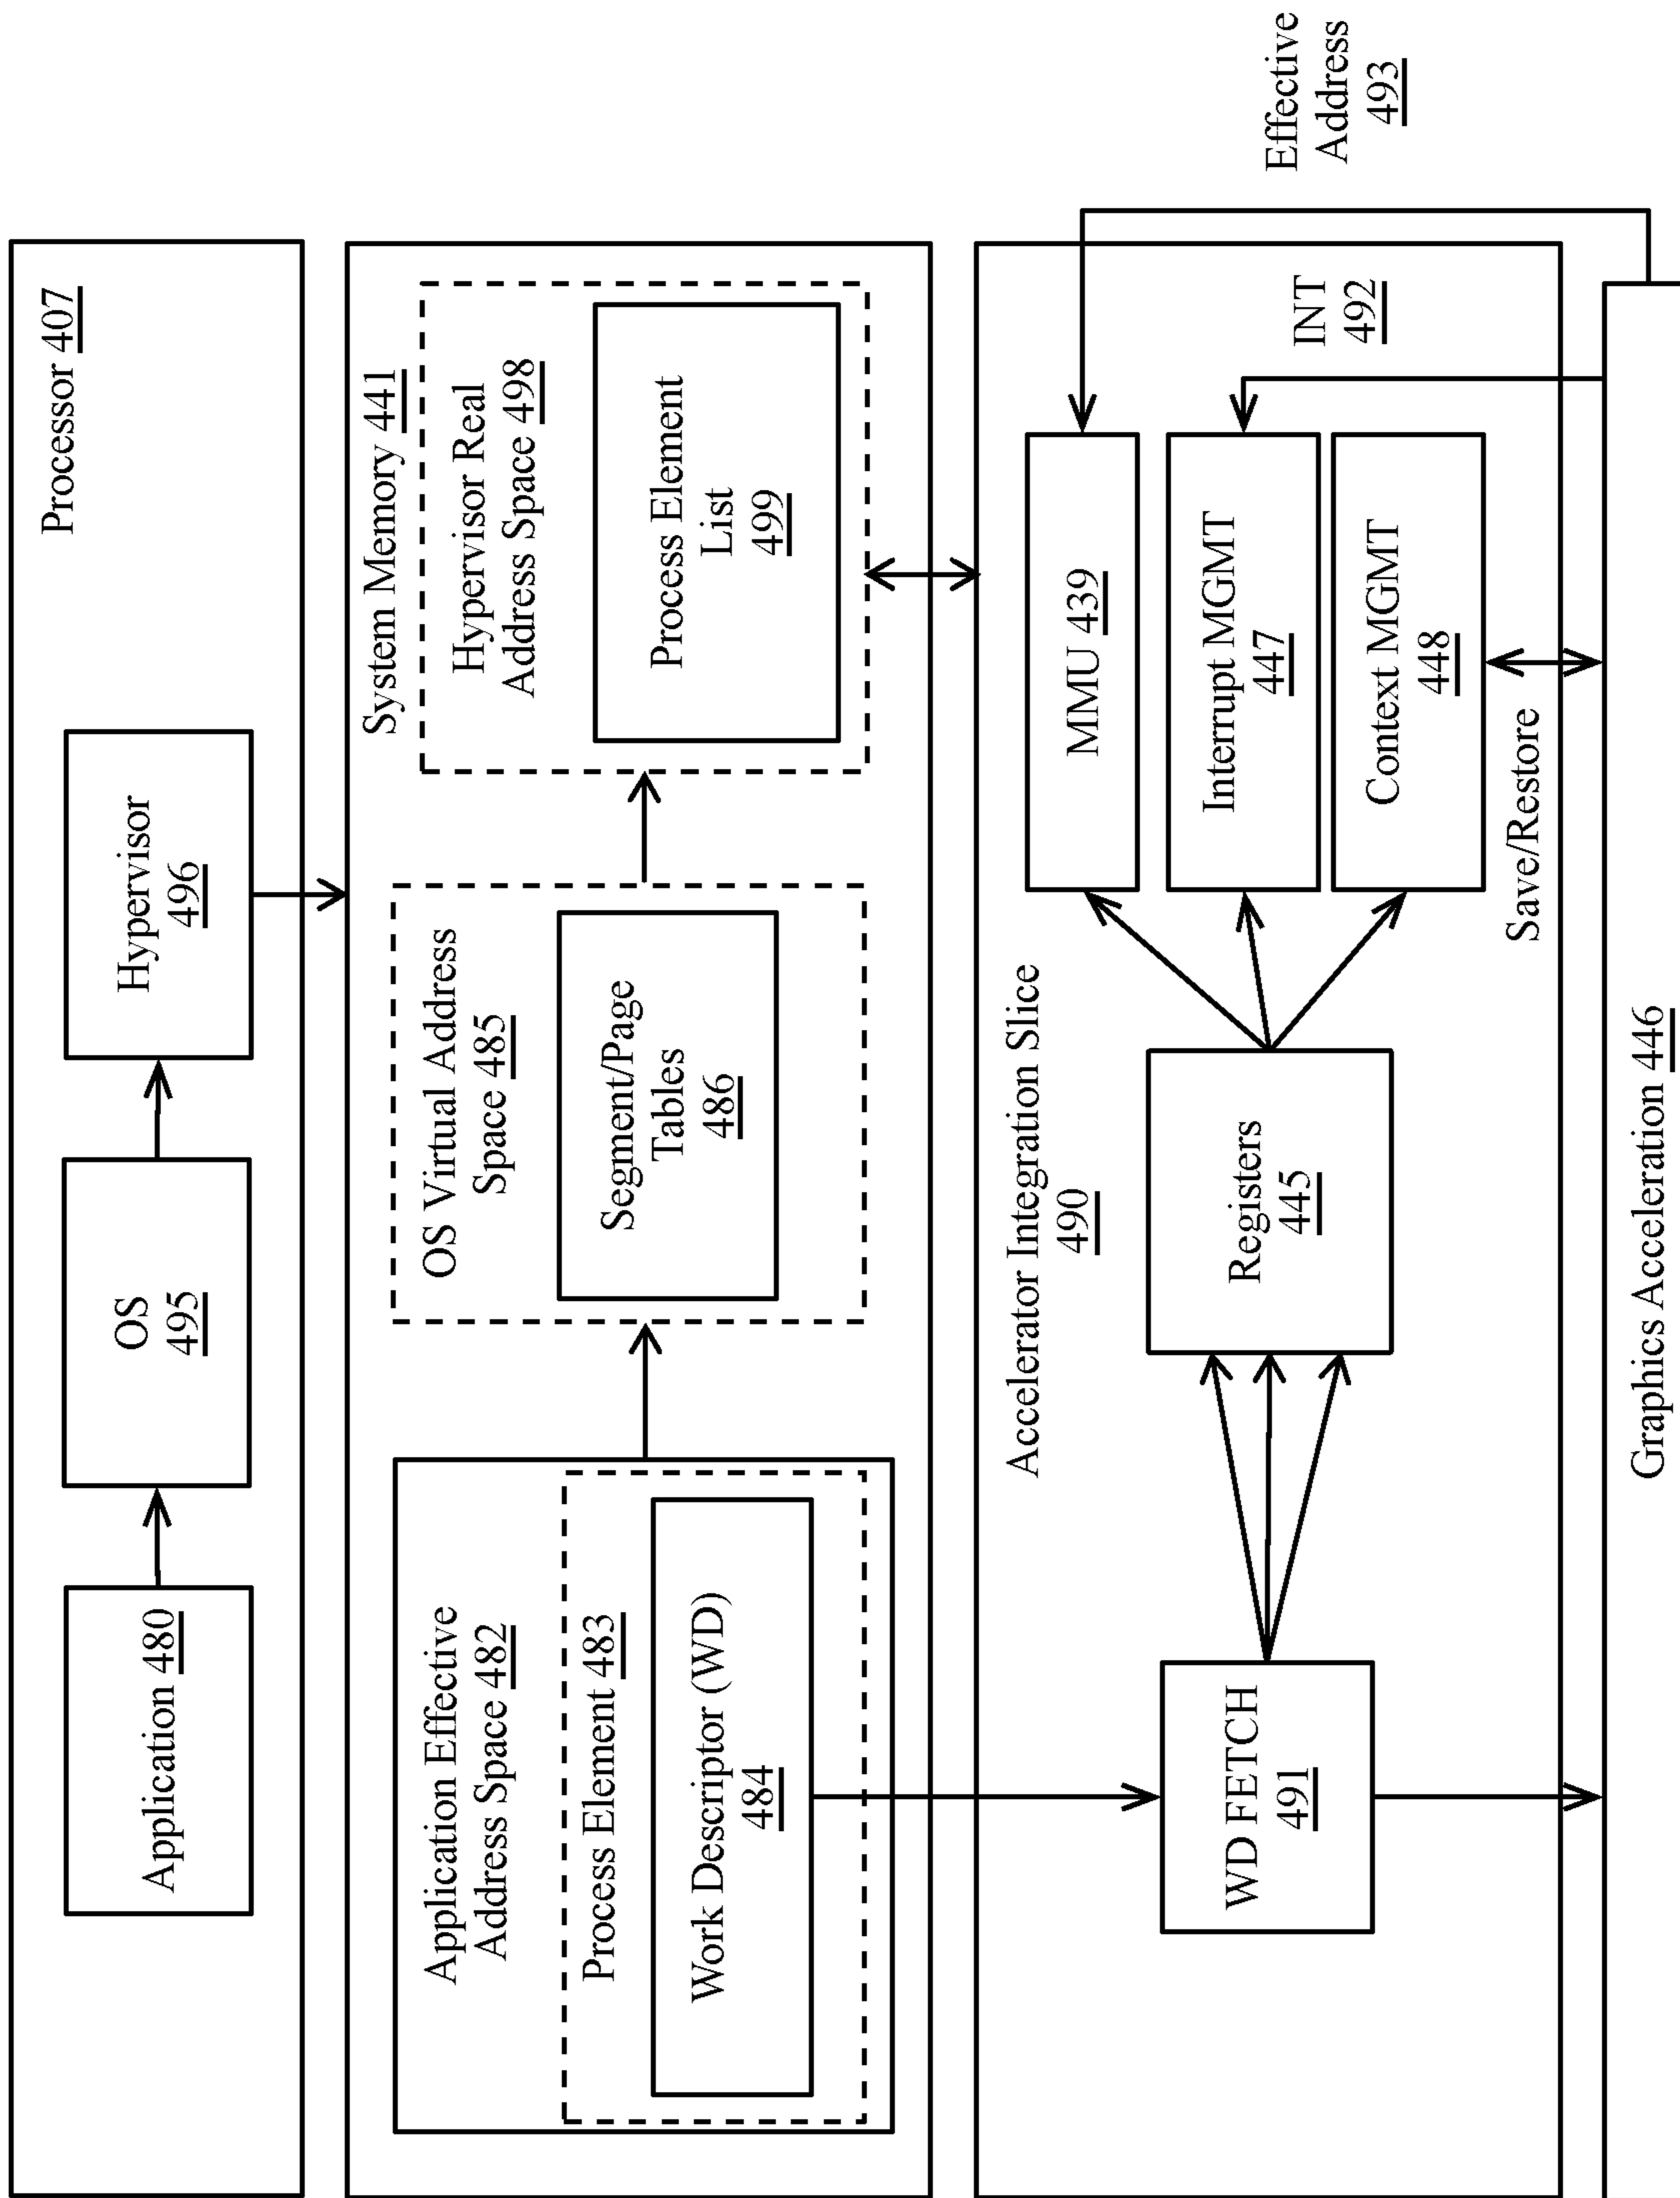 Processor 407
Application 480
OS
495
Hypervisor
496
System Memory 441
Application Effective
Address Space 482
Process Element 483
Work Descriptor (WD)
484
OS Virtual Address
Space 485
Segment/Page
Tables
486
Hypervisor Real
Address Space 498
Process Element
List
499
Accelerator Integration Slice
490
WD FETCH
491
Registers
445
MMU 439
Interrupt MGMT
447
Context MGMT
448
Save/Restore
INT
492
Effective
Address
493
Graphics Acceleration 446